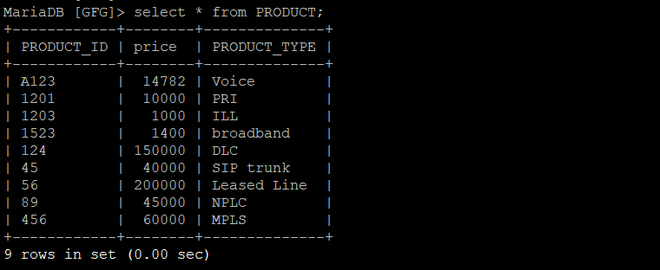 MariaDB [GFG]> select * from PRODUCT;
+------------+--------+--------------+
| PRODUCT_ID | price  | PRODUCT_TYPE |
+------------+--------+--------------+
| A123       |  14782 | Voice        |
| 1201       |  10000 | PRI          |
| 1203       |   1000 | ILL          |
| 1523       |   1400 | broadband    |
| 124        | 150000 | DLC          |
| 45         |  40000 | SIP trunk    |
| 56         | 200000 | Leased Line  |
| 89         |  45000 | NPLC         |
| 456        |  60000 | MPLS         |
+------------+--------+--------------+
9 rows in set (0.00 sec)